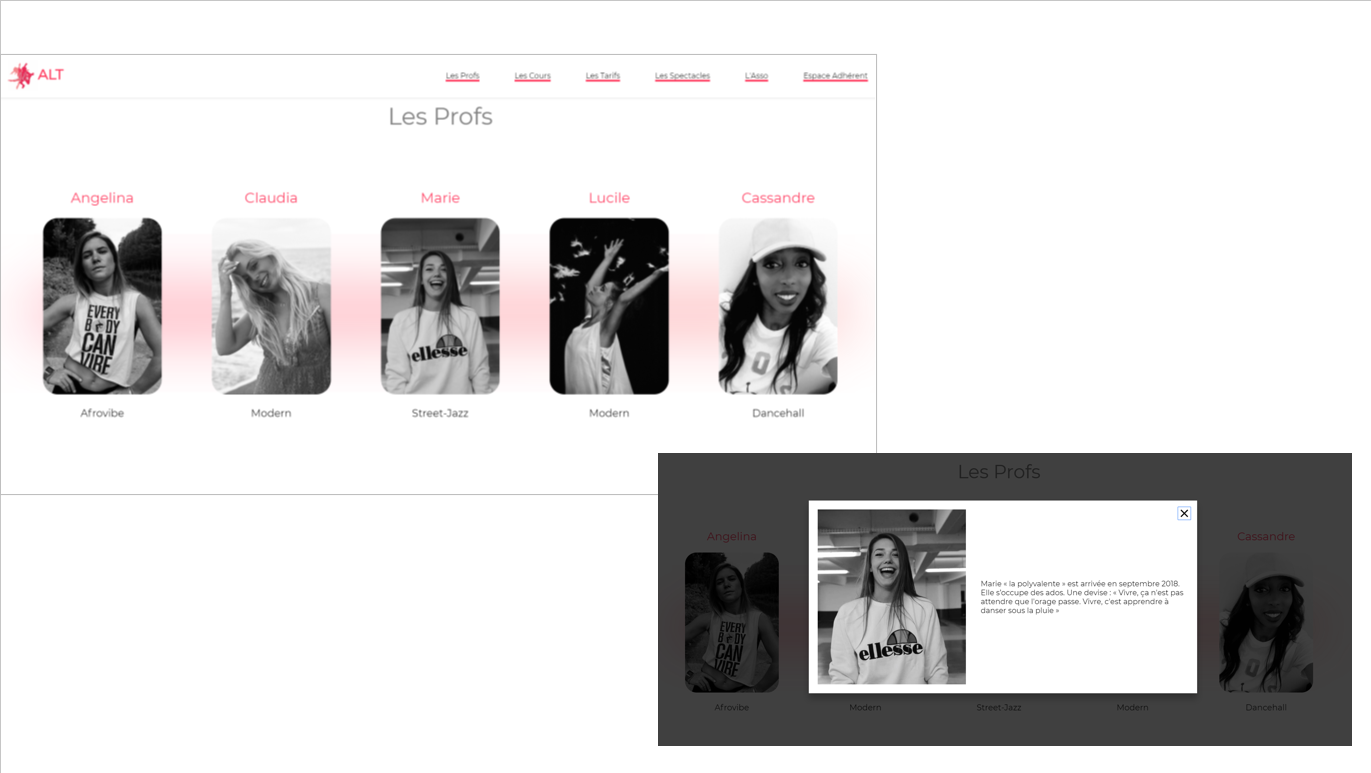 ALT
Les Profs Les Cours Les Tarifs Les Spectacles L'Asso Espace Adhérent
Les Profs
Angelina Claudia Marie Lucile Cassandre
EVERY
BODY
CAN
VIBE
ellesse
Afrovibe Modern Street-Jazz Modern Dancehall
Les Profs
Angelina Cassandre
EVERY
BODY
CAN
VIBE
ellesse
Marie « la polyvalente » est arrivée en septembre 2018.
Elle s'occupe des ados. Une devise : « Vivre, ça n'est pas
attendre que l'orage passe. Vivre, c'est apprendre à
danser sous la pluie »
Afrovibe Modern Street-Jazz Modern Dancehall